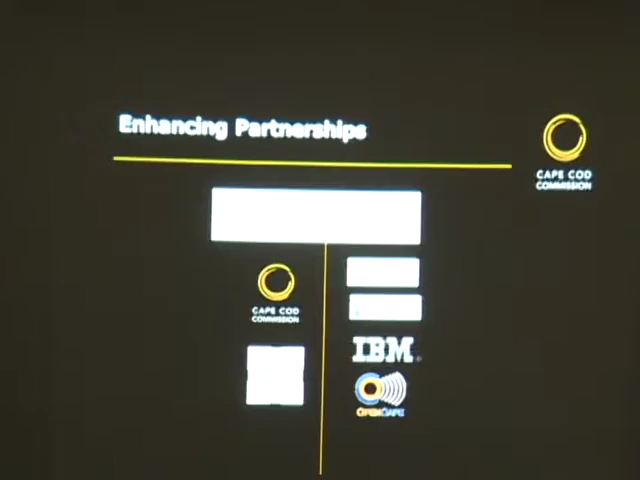 Enhancing Partnerships
CAPE COD
COMMISSION
CAPE COD
COMMISSION
IBM
OPENCAPE